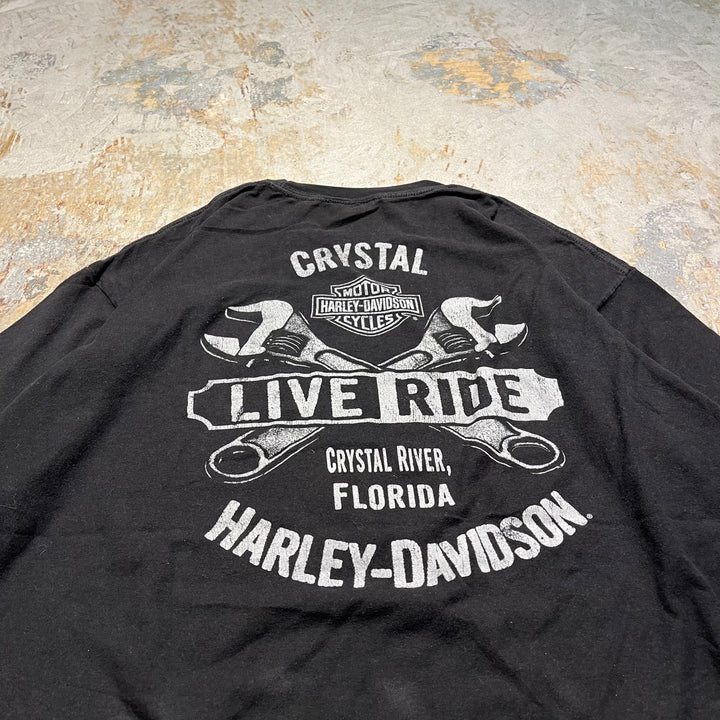 CRYSTAL
MOTOR
HARLEY-DAVIDSON
CYCLES
LIVE RIDE
CRYSTAL RIVER,
FLORIDA
HARLEY-DAVIDSON®